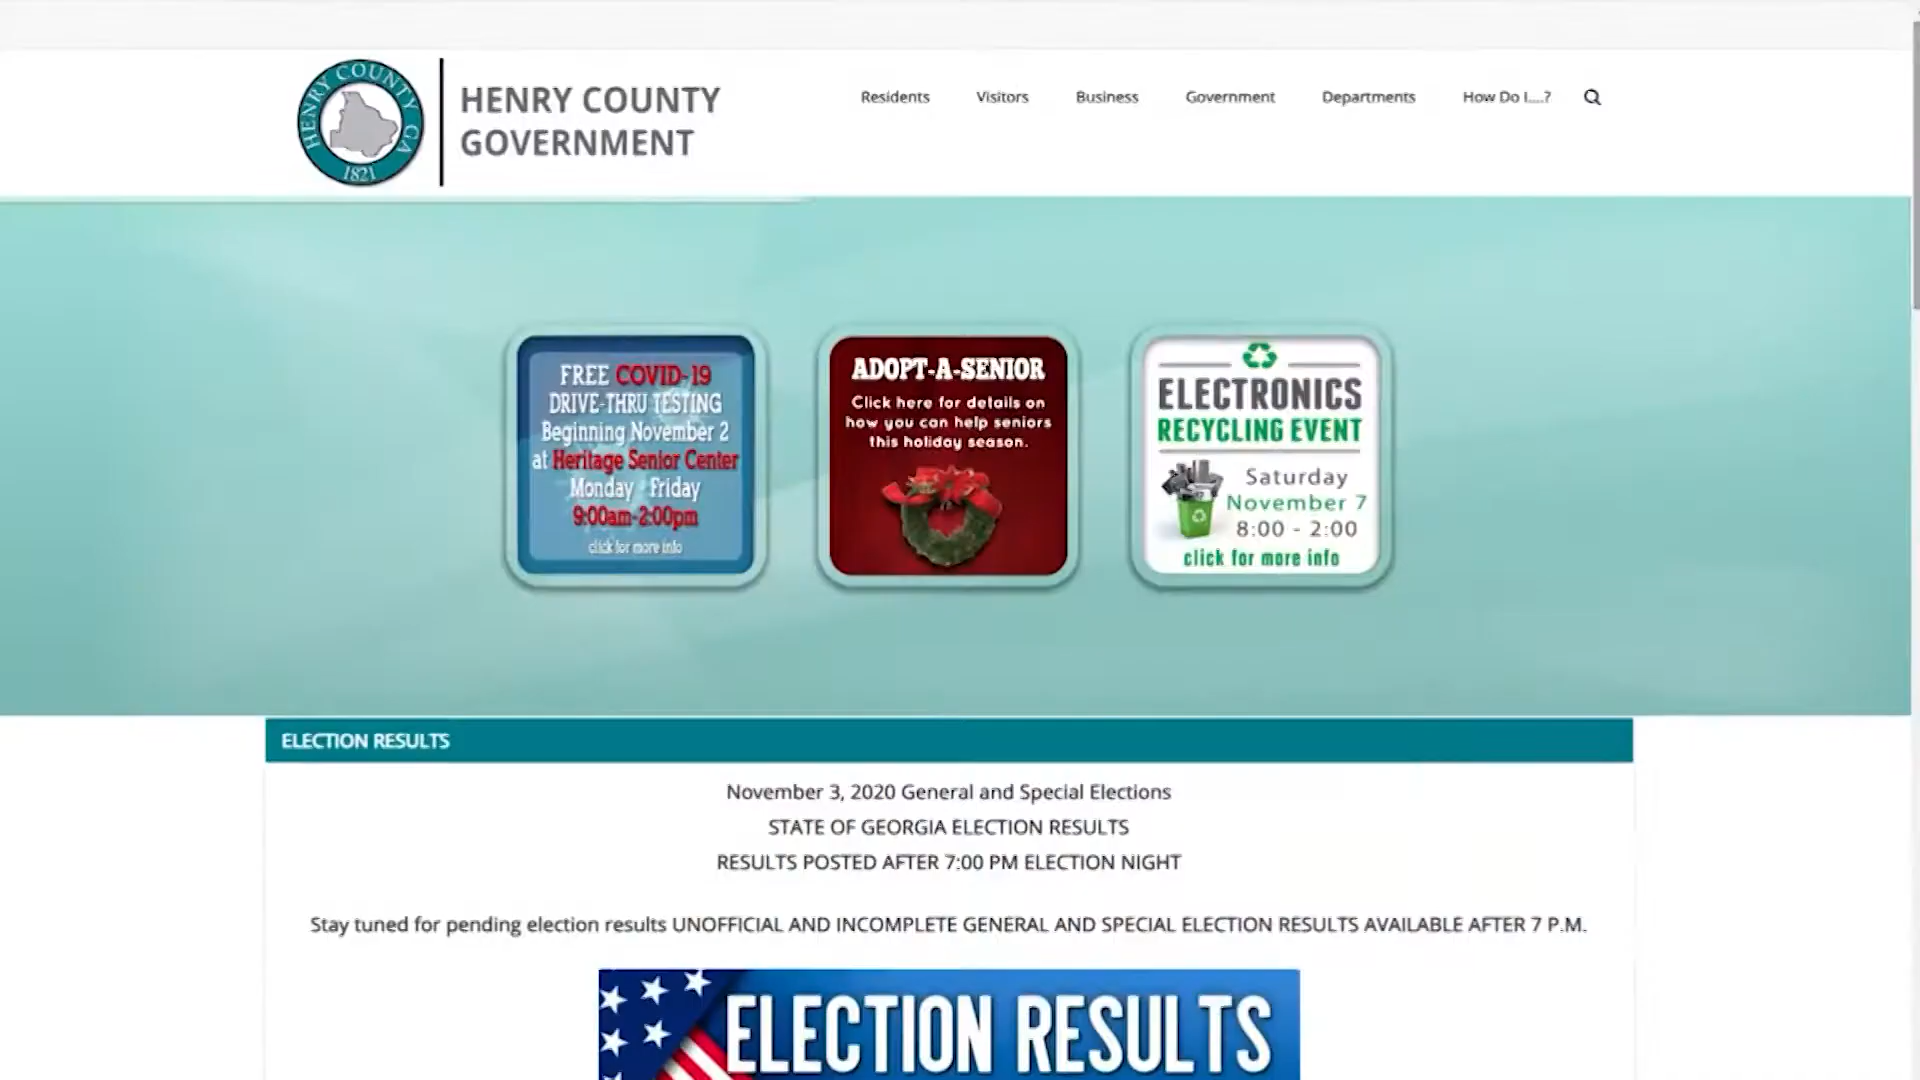 HENRY COUNTY GA
1821
HENRY COUNTY
GOVERNMENT
Residents Visitors Business Government Departments How Do I....?
FREE COVID-19
DRIVE-THRU TESTING
Beginning November 2
at Heritage Senior Center
Monday - Friday
9:00am-2:00pm
click for more info
ADOPT-A-SENIOR
Click here for details on
how you can help seniors
this holiday season.
ELECTRONICS
RECYCLING EVENT
Saturday
November 7
8:00 - 2:00
click for more info
ELECTION RESULTS
November 3, 2020 General and Special Elections
STATE OF GEORGIA ELECTION RESULTS
RESULTS POSTED AFTER 7:00 PM ELECTION NIGHT
Stay tuned for pending election results UNOFFICIAL AND INCOMPLETE GENERAL AND SPECIAL ELECTION RESULTS AVAILABLE AFTER 7 P.M.
ELECTION RESULTS